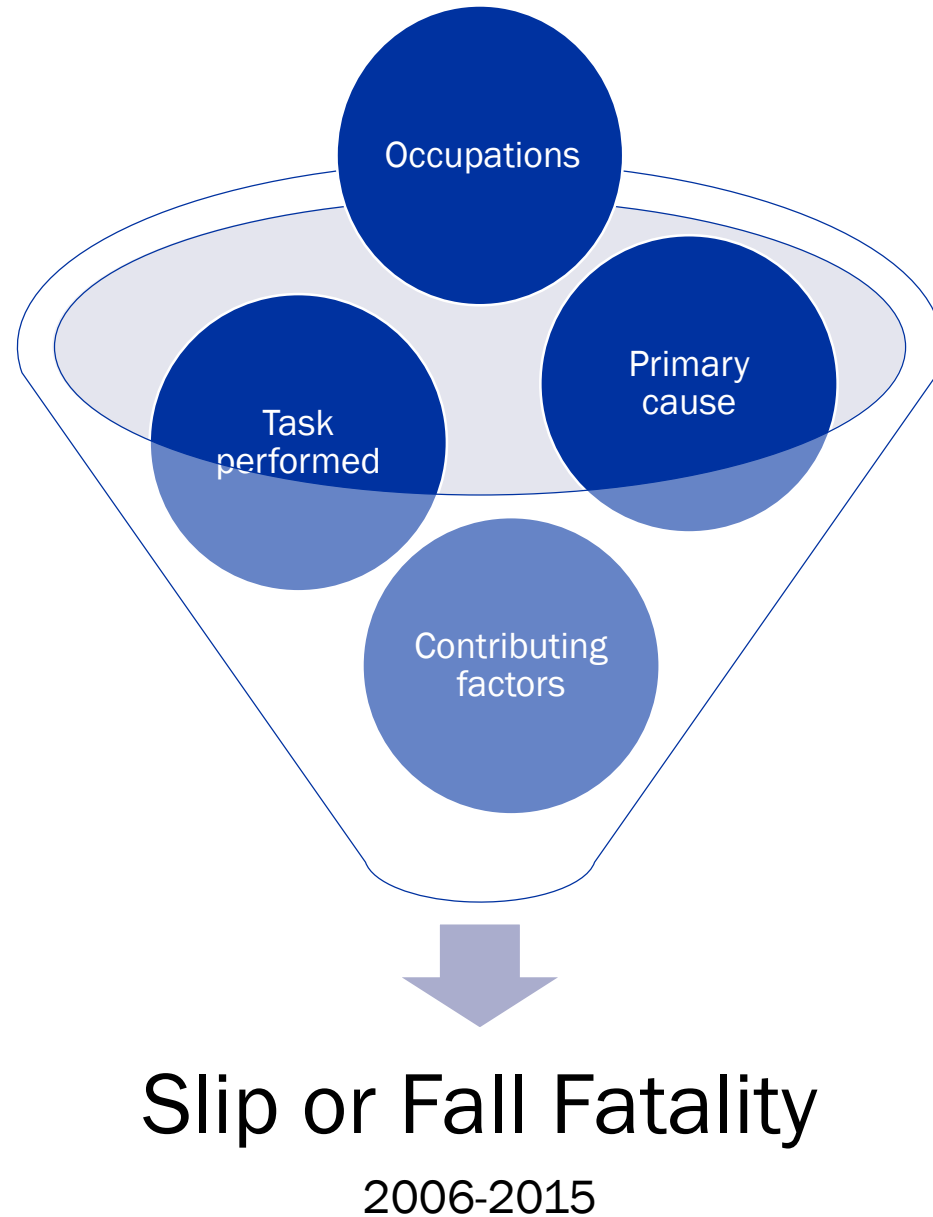 Occupations
Primary
cause
Task
performed
Contributing
factors
Slip or Fall Fatality
2006-2015